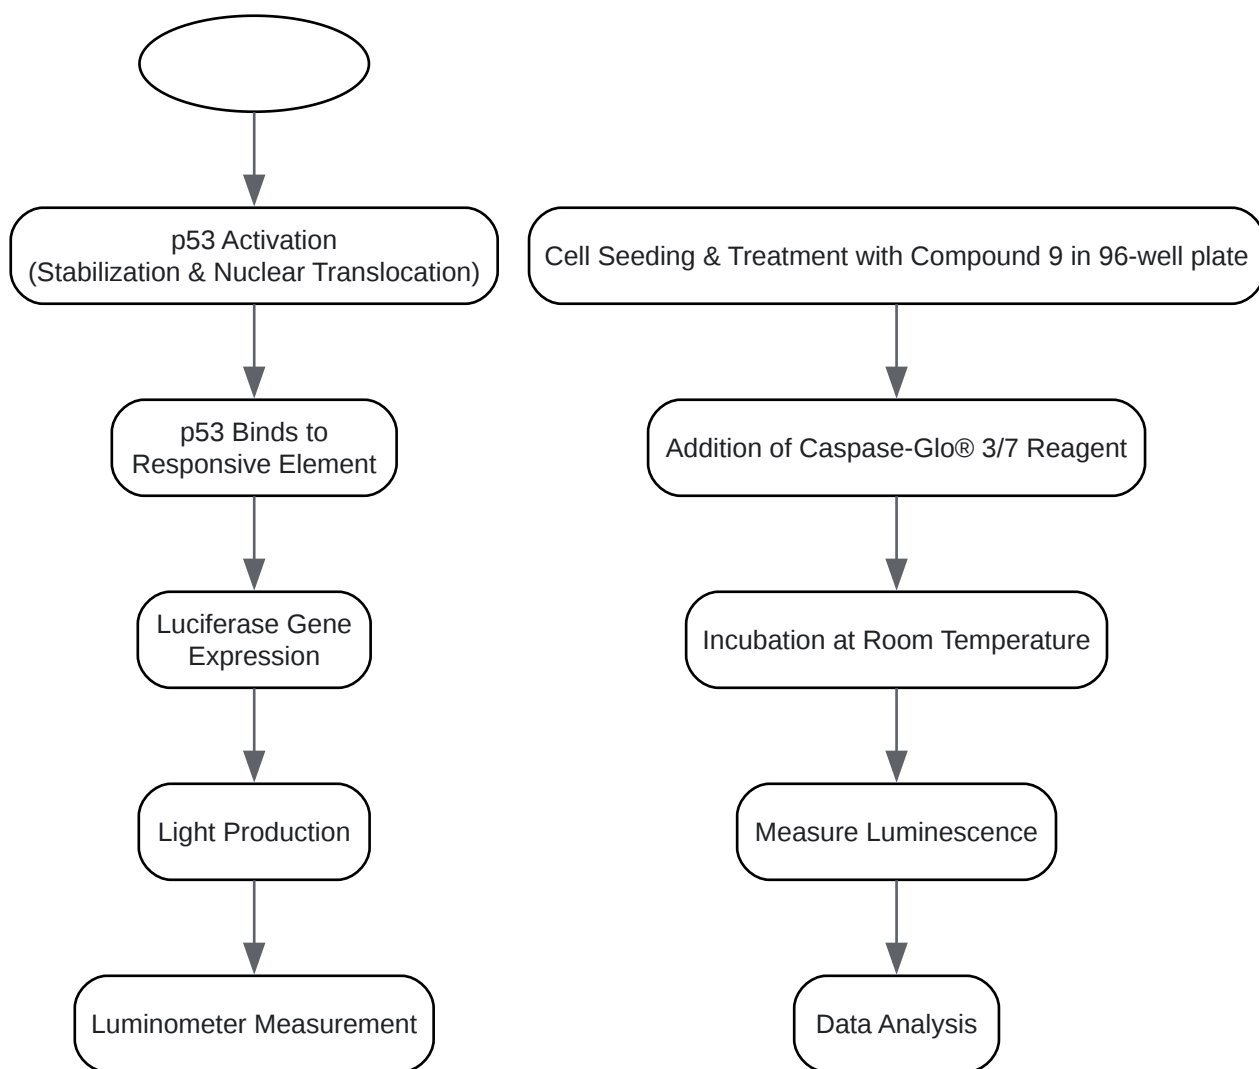 p53 Activation
(Stabilization & Nuclear Translocation)
p53 Binds to
Responsive Element
Luciferase Gene
Expression
Light Production
Luminometer Measurement
Cell Seeding & Treatment with Compound 9 in 96-well plate
Addition of Caspase-Glo® 3/7 Reagent
Incubation at Room Temperature
Measure Luminescence
Data Analysis